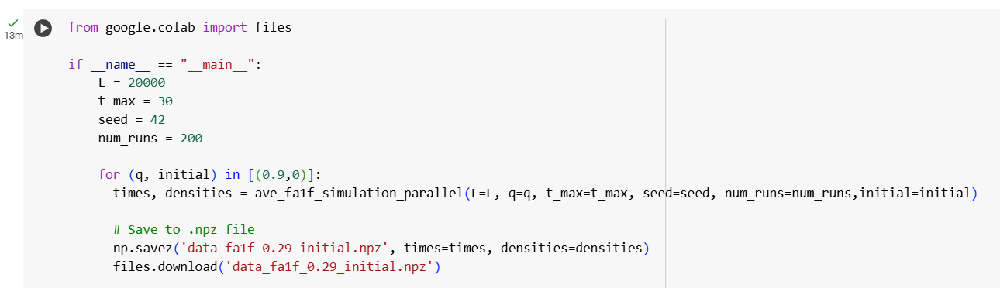 from google.colab import files
13m
if __name__ == "__main__":
L = 20000
t_max = 30
seed = 42
num_runs = 200
for (q, initial) in [(0.9,0)]:
times, densities = ave_fa1f_simulation_parallel(L=L, q=q, t_max=t_max, seed=seed, num_runs=num_runs,initial=initial)
# Save to .npz file
np.savez('data_fa1f_0.29_initial.npz', times=times, densities=densities)
files.download('data_fa1f_0.29_initial.npz')